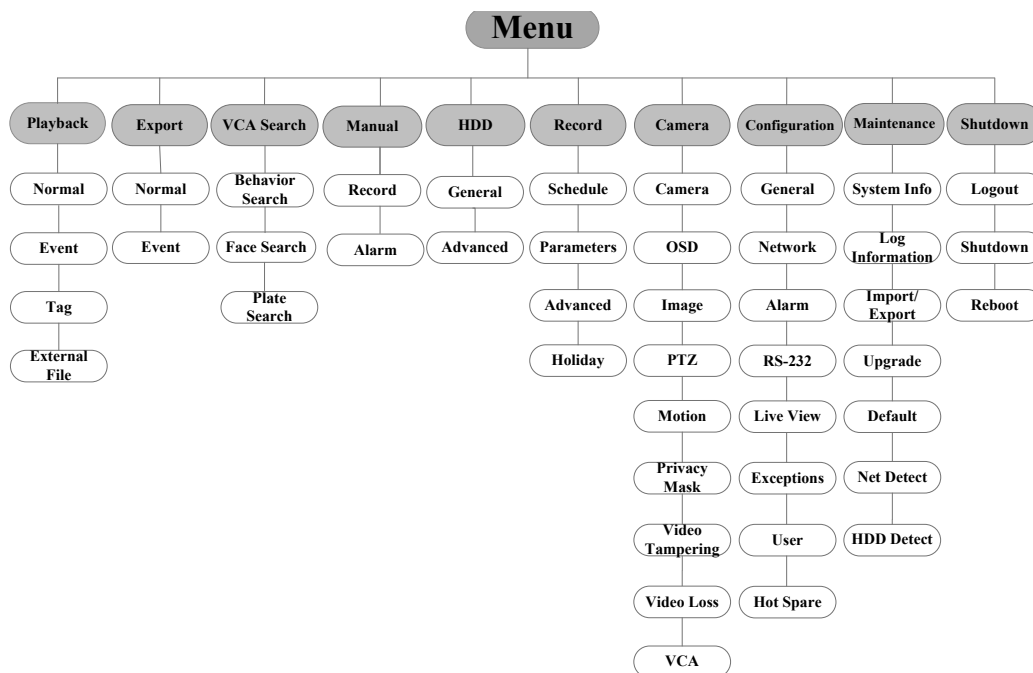 Menu
Playback
Export
VCA Search
Manual
HDD
Record
Camera
Configuration
Maintenance
Shutdown
Normal
Event
Tag
External
File
Normal
Event
Behavior
Search
Face Search
Plate
Search
Record
Alarm
General
Advanced
Schedule
Parameters
Advanced
Holiday
Camera
OSD
Image
PTZ
Motion
Privacy
Mask
Video
Tampering
Video Loss
VCA
General
Network
Alarm
RS-232
Live View
Exceptions
User
Hot Spare
System Info
Log
Information
Import/
Export
Upgrade
Default
Net Detect
HDD Detect
Logout
Shutdown
Reboot